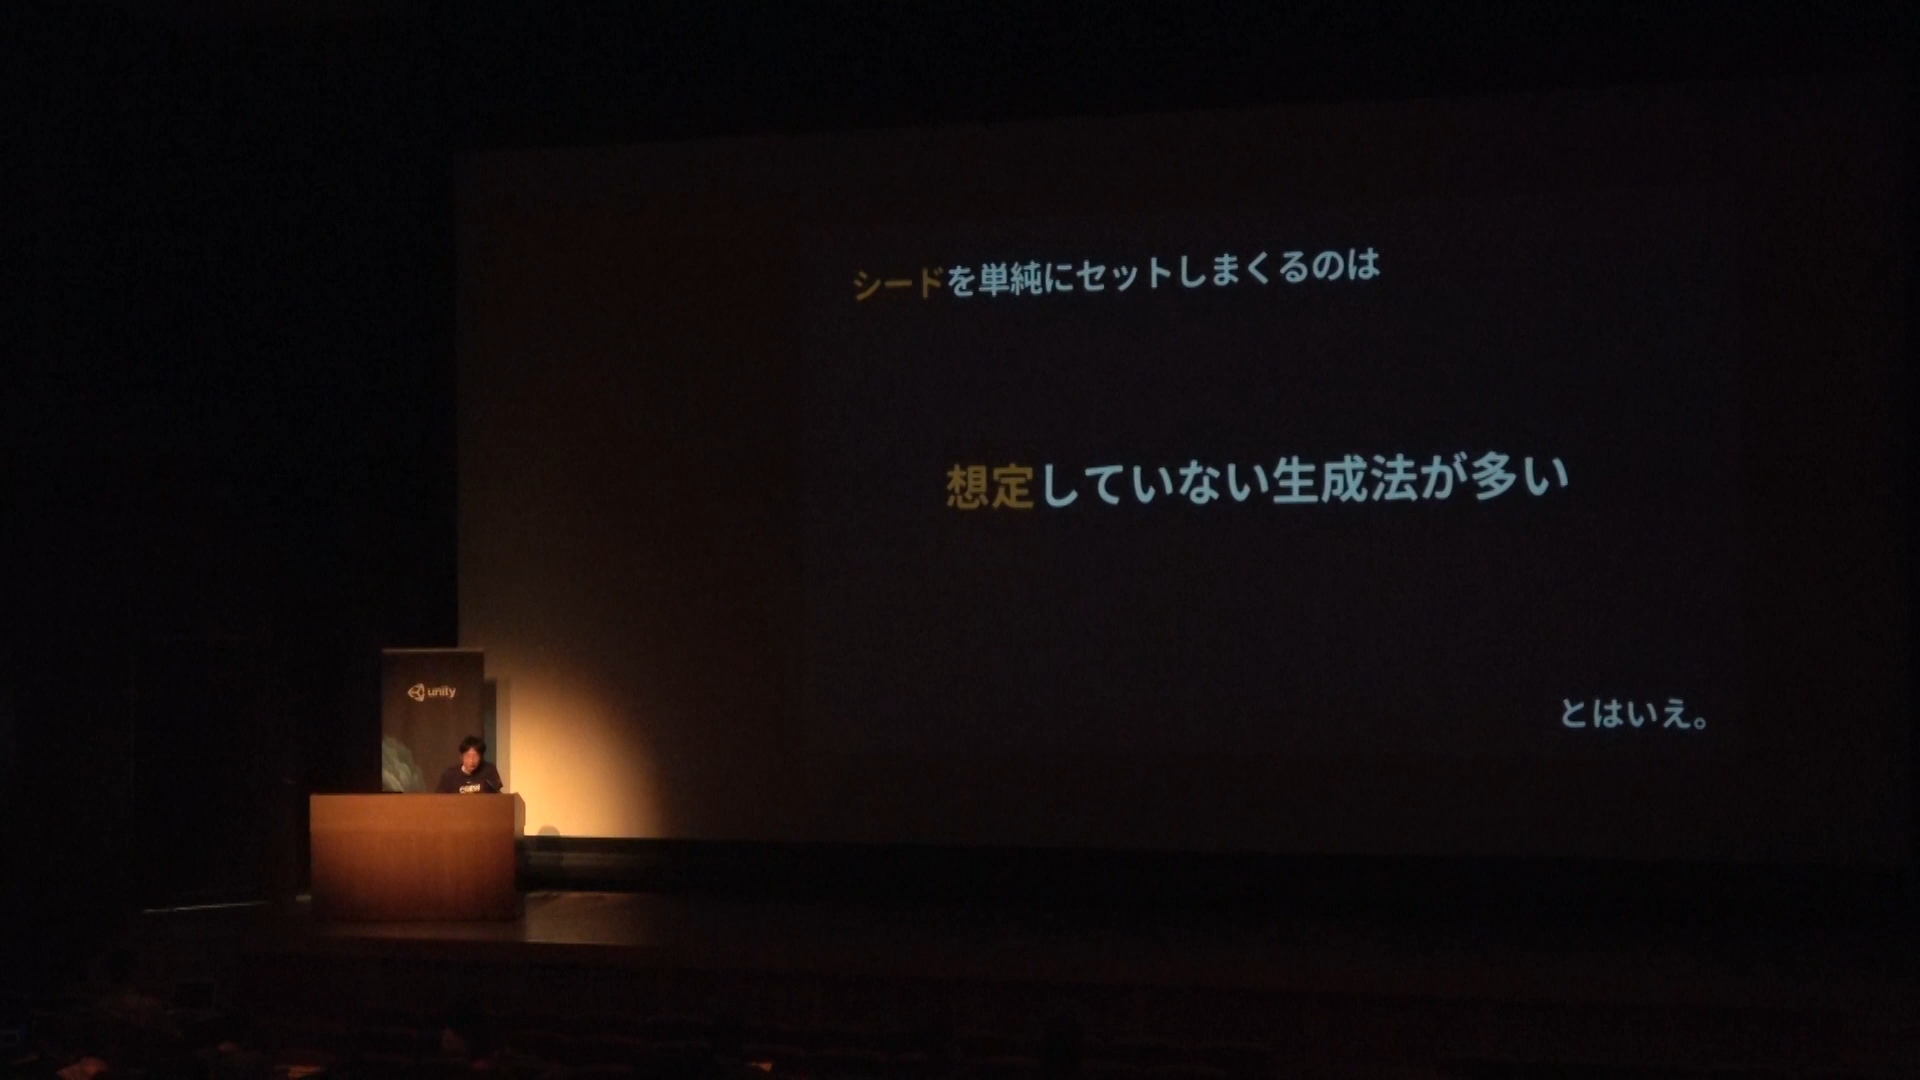 シードを単純にセットしまくるのは
想定していない生成法が多い
とはいえ。
unity